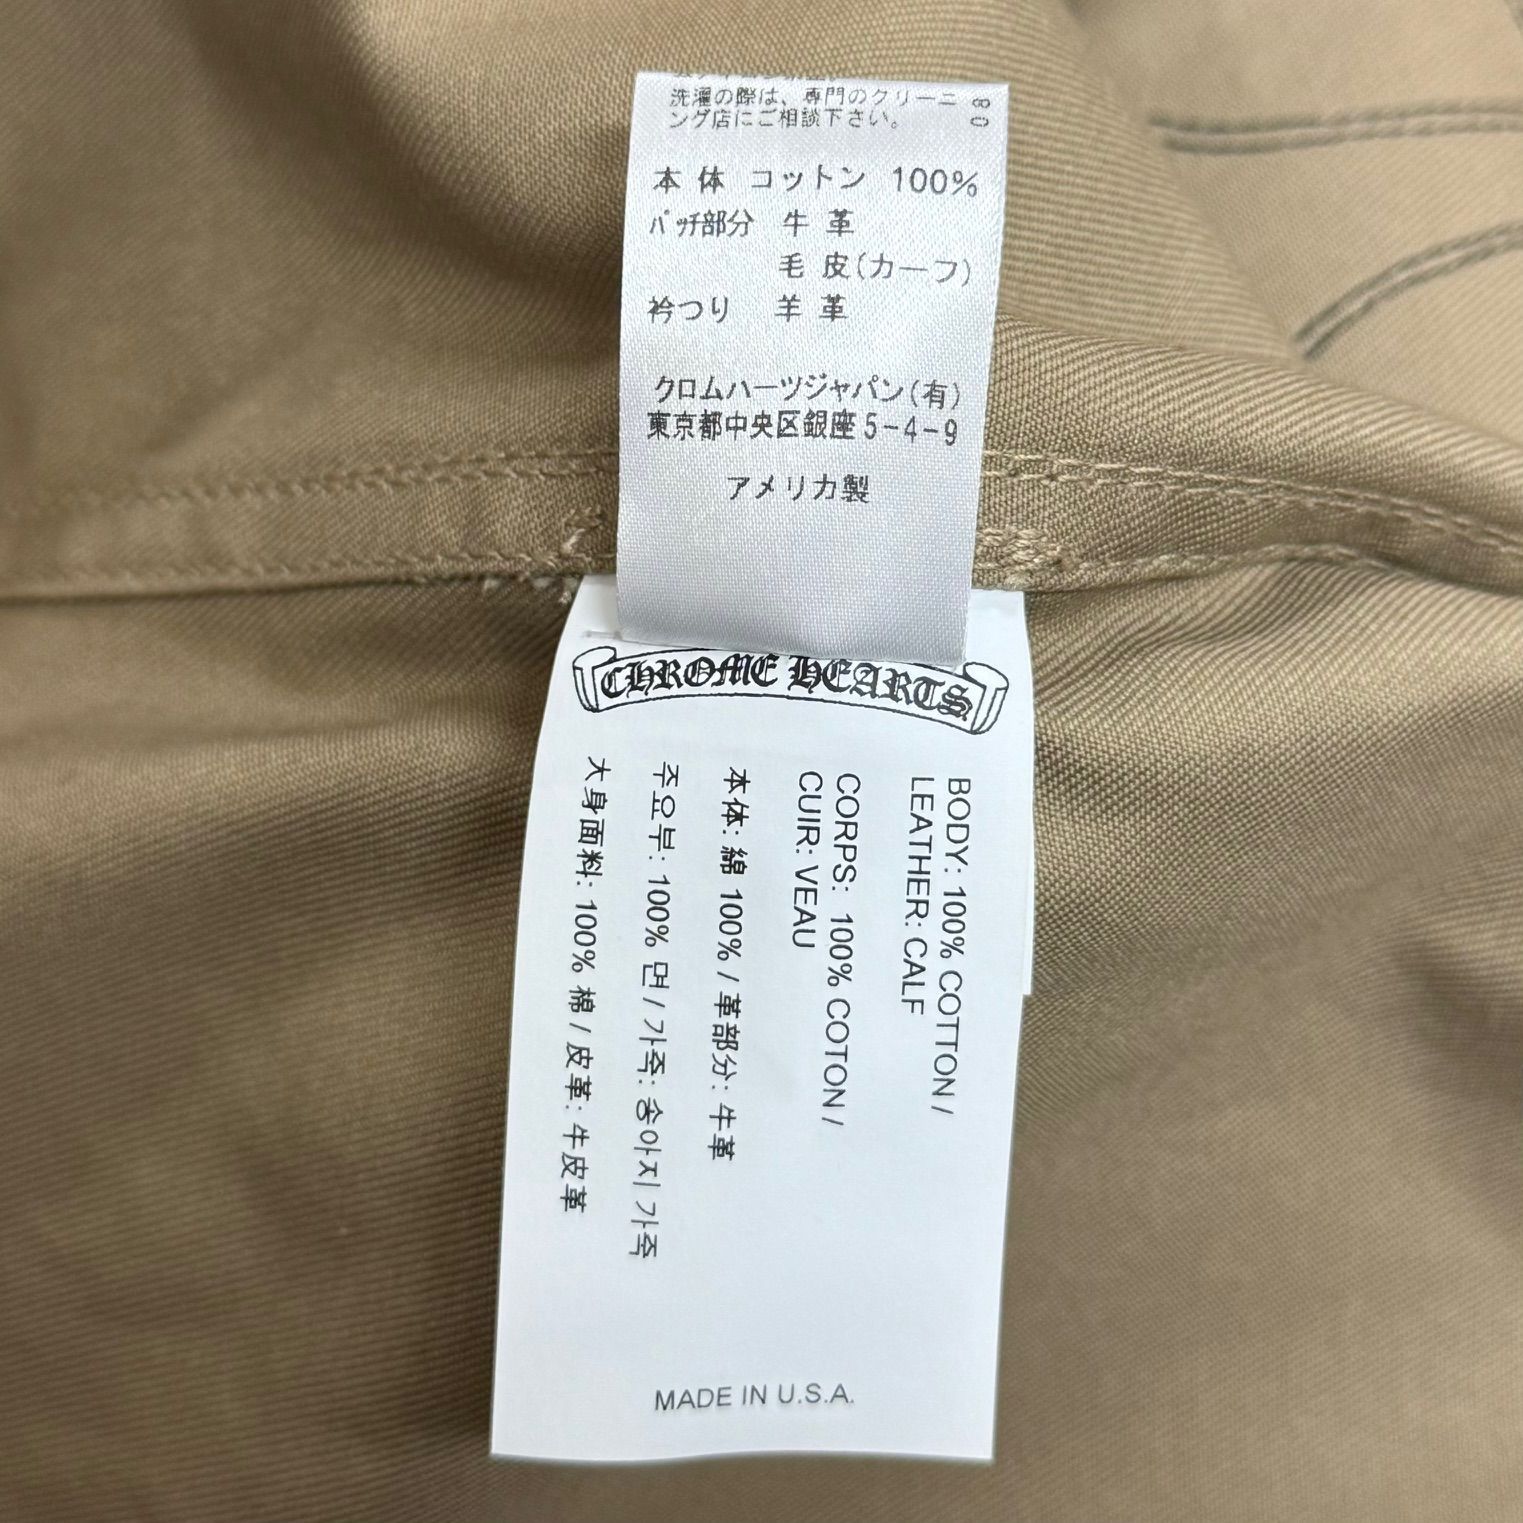 洗濯の際は、専門のクリーニ
ング店にご相談下さい。
80
本 体 コットン 100%
パッチ部分 牛 革
毛 皮(カーフ)
衿つり 羊 革
クロムハーツジャパン(有)
東京都中央区銀座5-4-9
アメリカ製
CHROME HEARTS
BODY: 100% COTTON /
LEATHER: CALF
CORPS: 100% COTON /
CUIR: VEAU
本体: 綿 100% / 革部分: 牛革
주요부: 100% 면 / 가죽: 송아지 가죽
大身面料: 100% 棉 / 皮革: 牛皮革
MADE IN U.S.A.